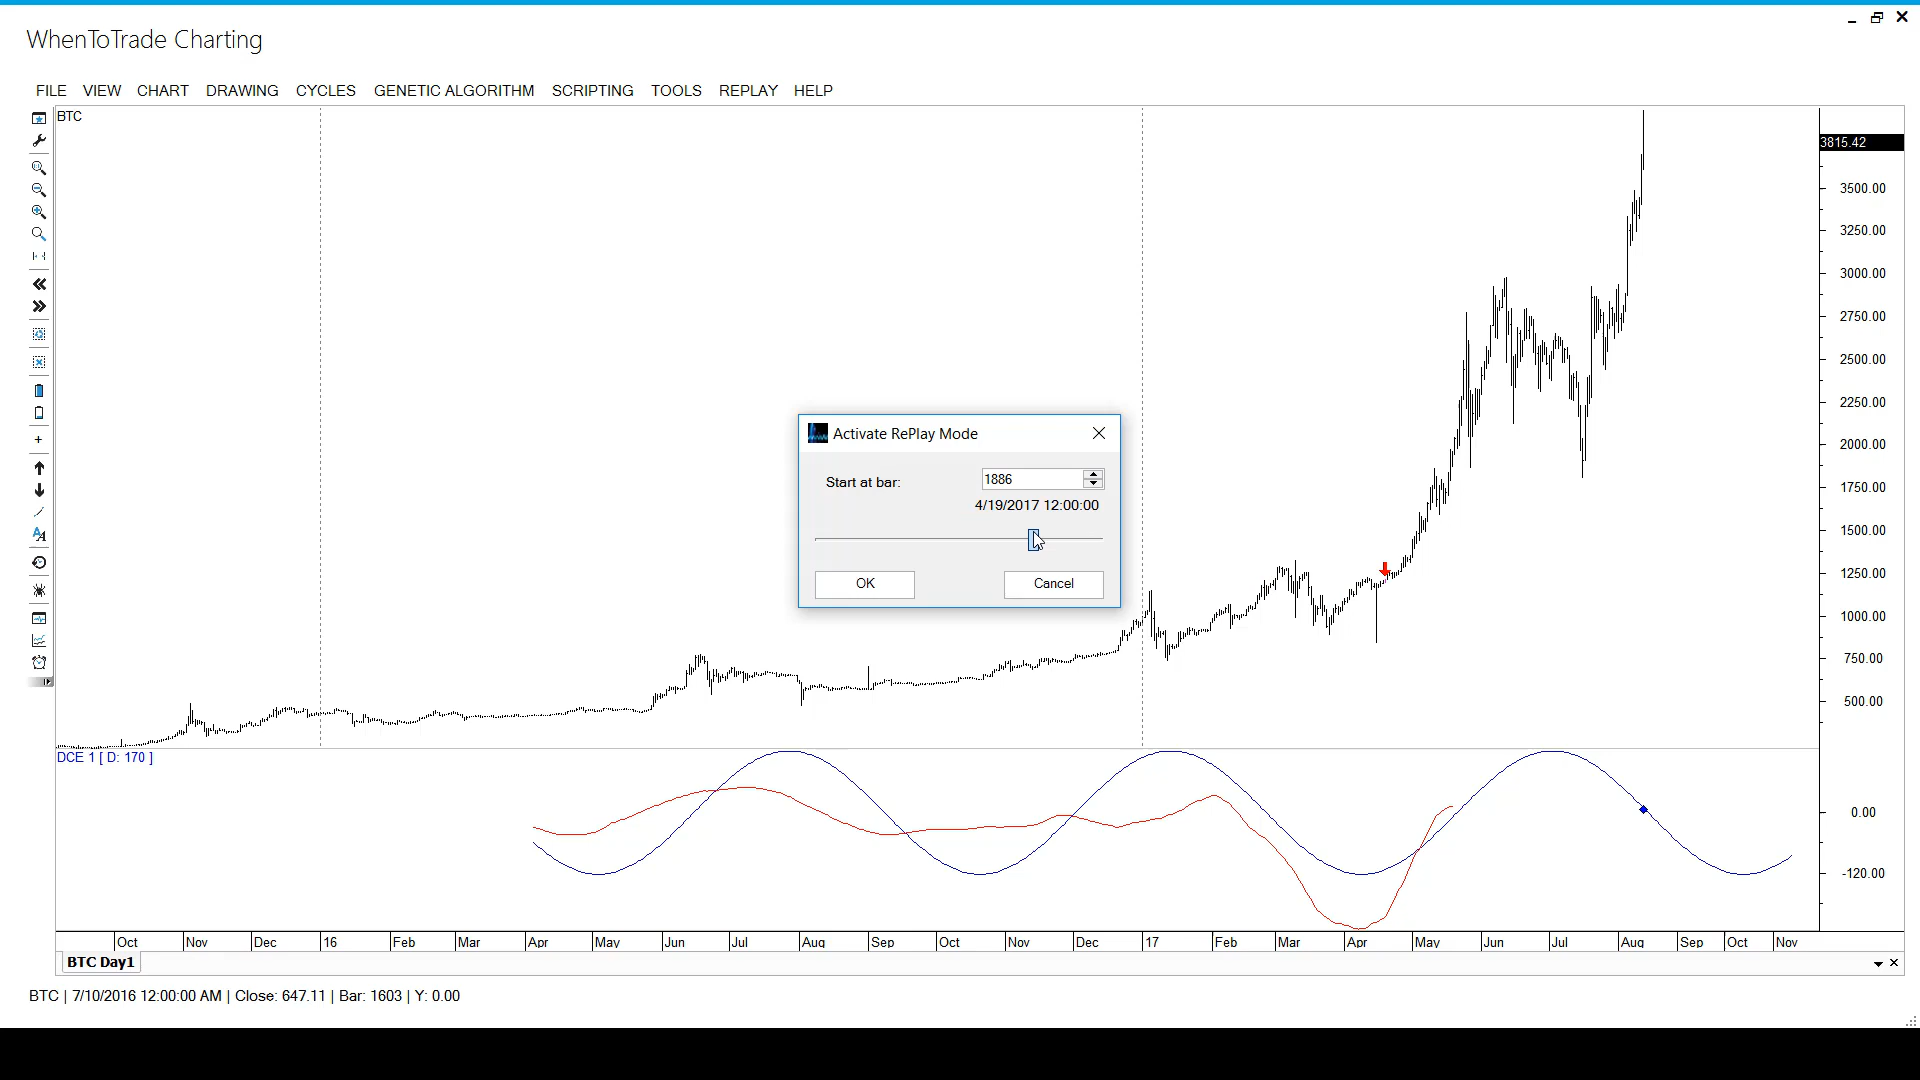 WhenToTrade Charting
FILE VIEW CHART DRAWING CYCLES GENETIC ALGORITHM SCRIPTING TOOLS REPLAY HELP
BTC
3815.42
3500.00
3250.00
3000.00
2750.00
2500.00
2250.00
2000.00
1750.00
1500.00
1250.00
1000.00
750.00
500.00
Activate RePlay Mode
Start at bar: 1886
4/19/2017 12:00:00
OK Cancel
DCE 1 [ D: 170 ]
0.00
-120.00
Oct Nov Dec 16 Feb Mar Apr May Jun Jul Aug Sep Oct Nov Dec 17 Feb Mar Apr May Jun Jul Aug Sep Oct Nov
BTC Day1
BTC | 7/10/2016 12:00:00 AM | Close: 647.11 | Bar: 1603 | Y: 0.00